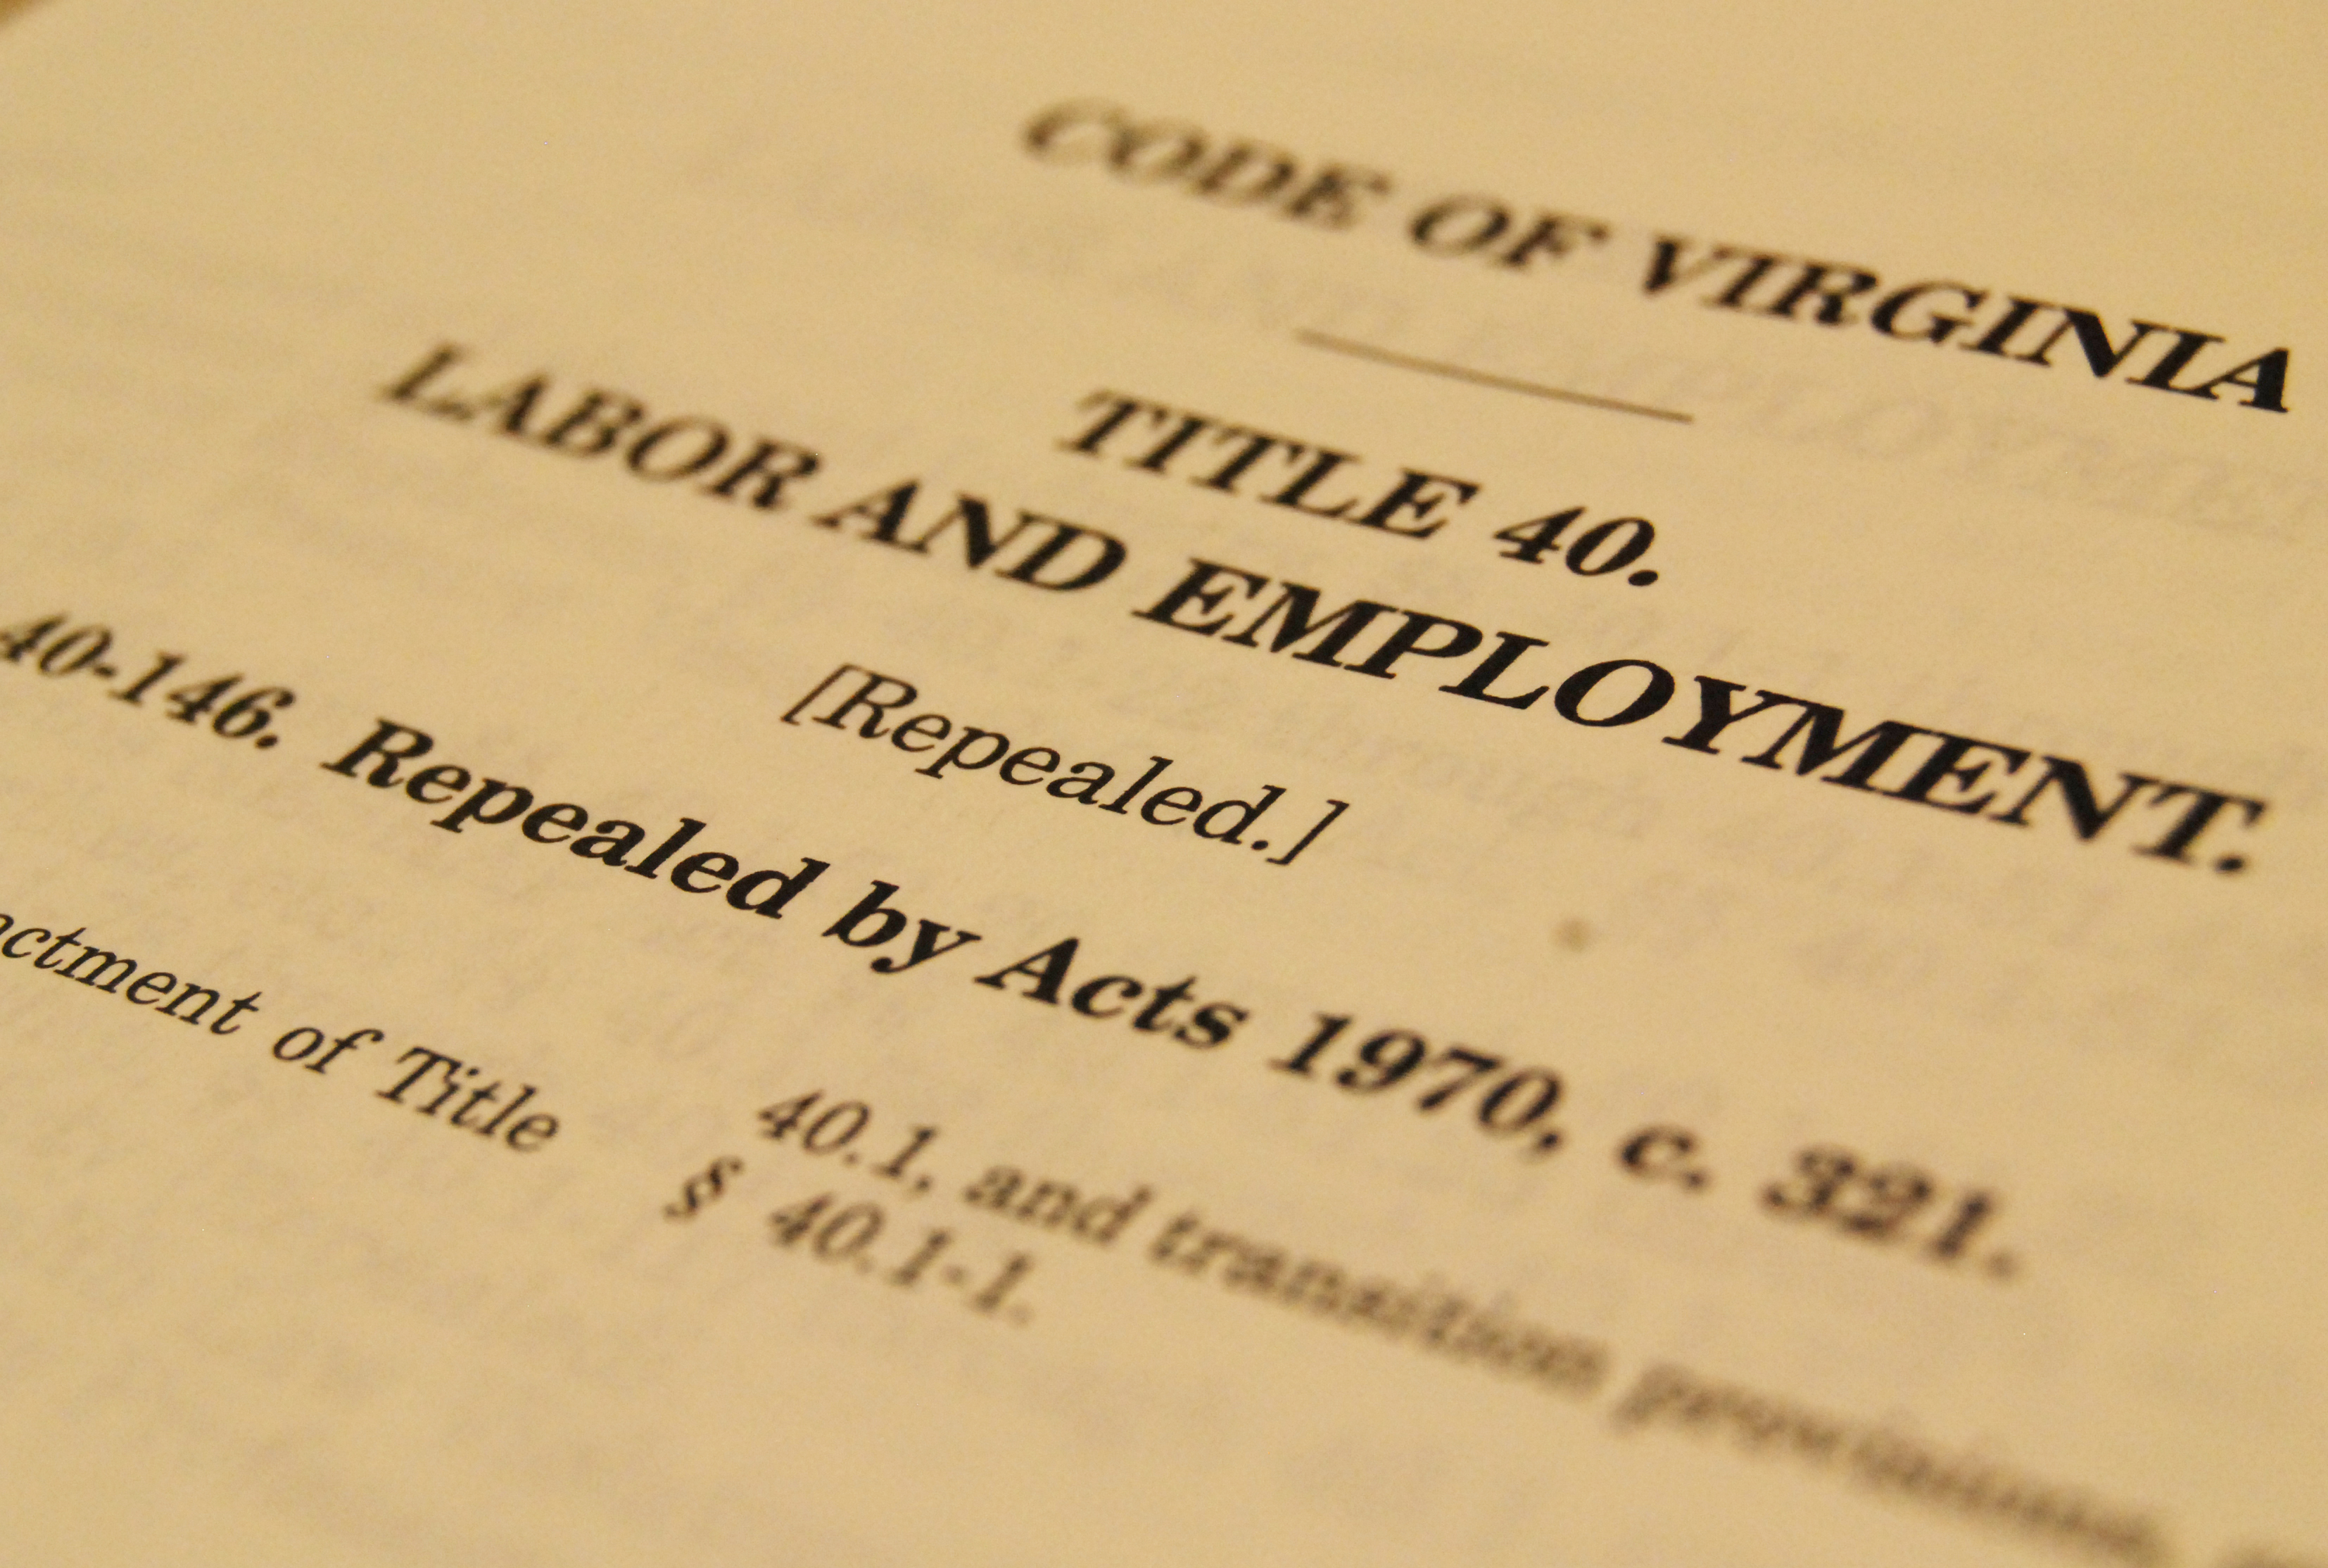 CODE OF VIRGINIA
TITLE 40.
LABOR AND EMPLOYMENT.
[Repealed.]
40-146. Repealed by Acts 1970, c. 321.
of Title 40.1, and transition provisions,
§ 40.1-1.